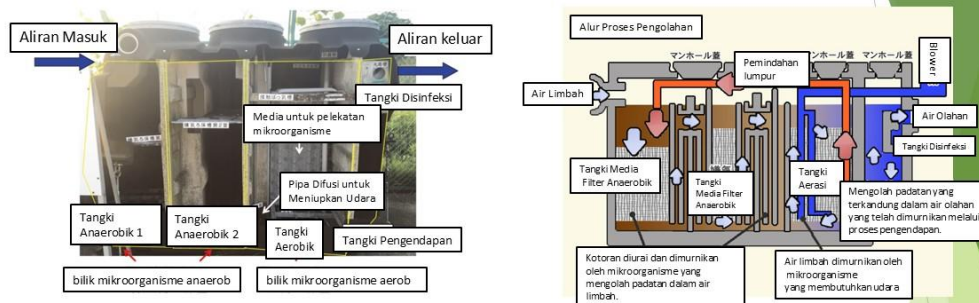 Aliran Masuk
Aliran keluar
Tangki Disinfeksi
Media untuk pelekatan
mikroorganisme
Pipa Difusi untuk
Meniupkan Udara
Tangki
Anaerobik 1
Tangki
Anaerobik 2
Tangki
Aerobik
Tangki Pengendapan
bilik mikroorganisme anaerob
bilik mikroorganisme aerob
Alur Proses Pengolahan
マンホール蓋
マンホール蓋
マンホール蓋
Blower
Pemindahan
lumpur
Air Limbah
Air Olahan
Tangki Disinfeksi
Tangki Media
Filter Anaerobik
Tangki
Media Filter
Anaerobik
Tangki
Aerasi
Mengolah padatan yang
terkandung dalam air olahan
yang telah dimurnikan melalui
proses pengendapan.
Kotoran diurai dan dimurnikan
oleh mikroorganisme yang
mengolah padatan dalam air
limbah.
Air limbah dimurnikan oleh
mikroorganisme
yang membutuhkan udara